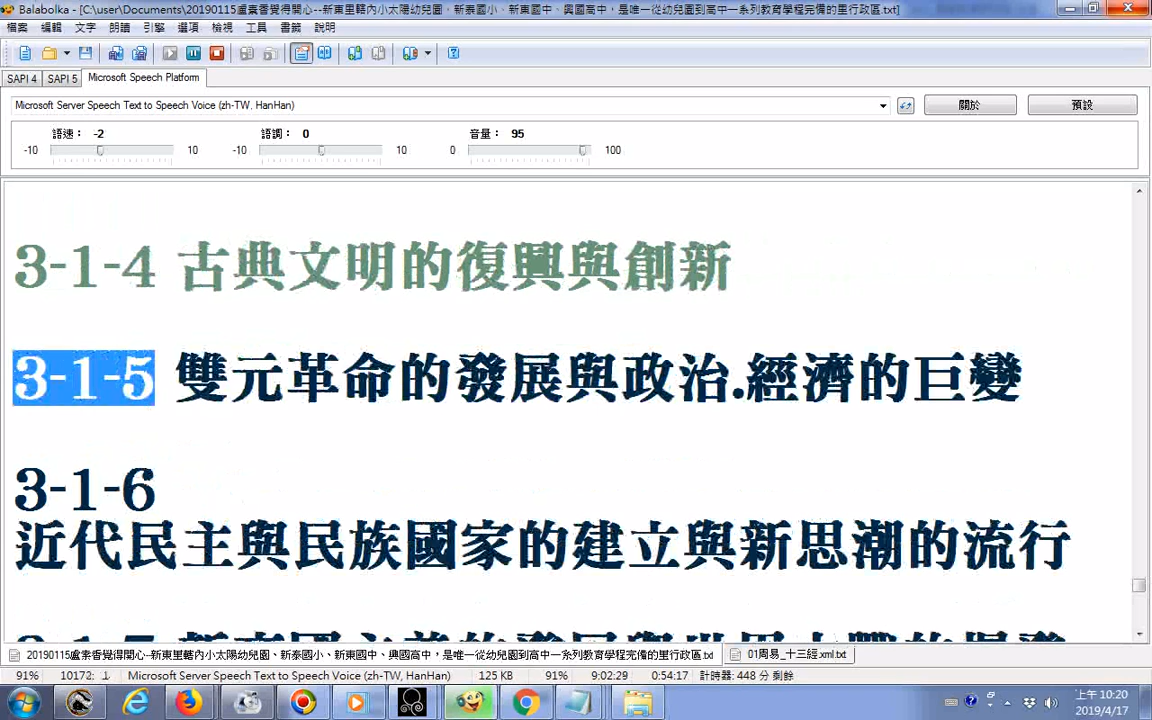 Balabolka - [C:\user\Documents\20190115盧素香覺得開心--新東里轄內小太陽幼兒園、新泰國小、新東國中、興國高中，是唯一從幼兒園到高中一系列教育學程完備的里行政區.txt]
檔案 編輯 文字 朗讀 引擎 選項 檢視 工具 書籤 說明
SAPI 4 SAPI 5 Microsoft Speech Platform
Microsoft Server Speech Text to Speech Voice (zh-TW, HanHan) 關於 預設
語速： -2 語調： 0 音量： 95
-10 10 -10 10 0 100
3-1-4 古典文明的復興與創新
3-1-5 雙元革命的發展與政治.經濟的巨變
3-1-6
近代民主與民族國家的建立與新思潮的流行
20190115盧素香覺得開心--新東里轄內小太陽幼兒園、新泰國小、新東國中、興國高中，是唯一從幼兒園到高中一系列教育學程完備的里行政區.txt 01周易_十三經.xml.txt
91% 10172: 1 Microsoft Server Speech Text to Speech Voice (zh-TW, HanHan) 125 KB 91% 9:02:29 0:54:17 計時器: 448 分 剩餘
上午 10:20
2019/4/17